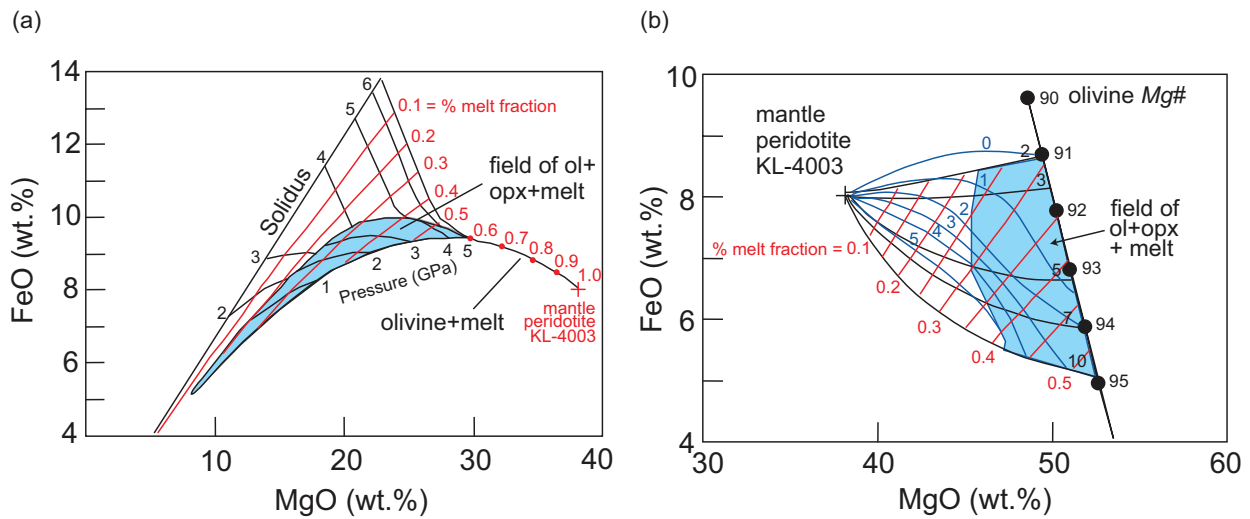 (a)
14
12
10
8
6
4
FeO (wt.%)
10
20
30
40
MgO (wt.%)
Solidus
2
3
4
5
6
0.1 = % melt fraction
0.2
0.3
0.4
0.5
0.6
0.7
0.8
0.9
1.0
field of ol+
opx+melt
1
2
3
4
5
Pressure (GPa)
olivine+melt
mantle
peridotite
KL-4003
(b)
10
8
6
4
FeO (wt.%)
30
40
50
60
MgO (wt.%)
mantle
peridotite
KL-4003
90
olivine Mg#
91
92
93
94
95
0
1
2
3
4
5
2
3
5
7
10
field of
ol+opx
+ melt
% melt fraction = 0.1
0.2
0.3
0.4
0.5